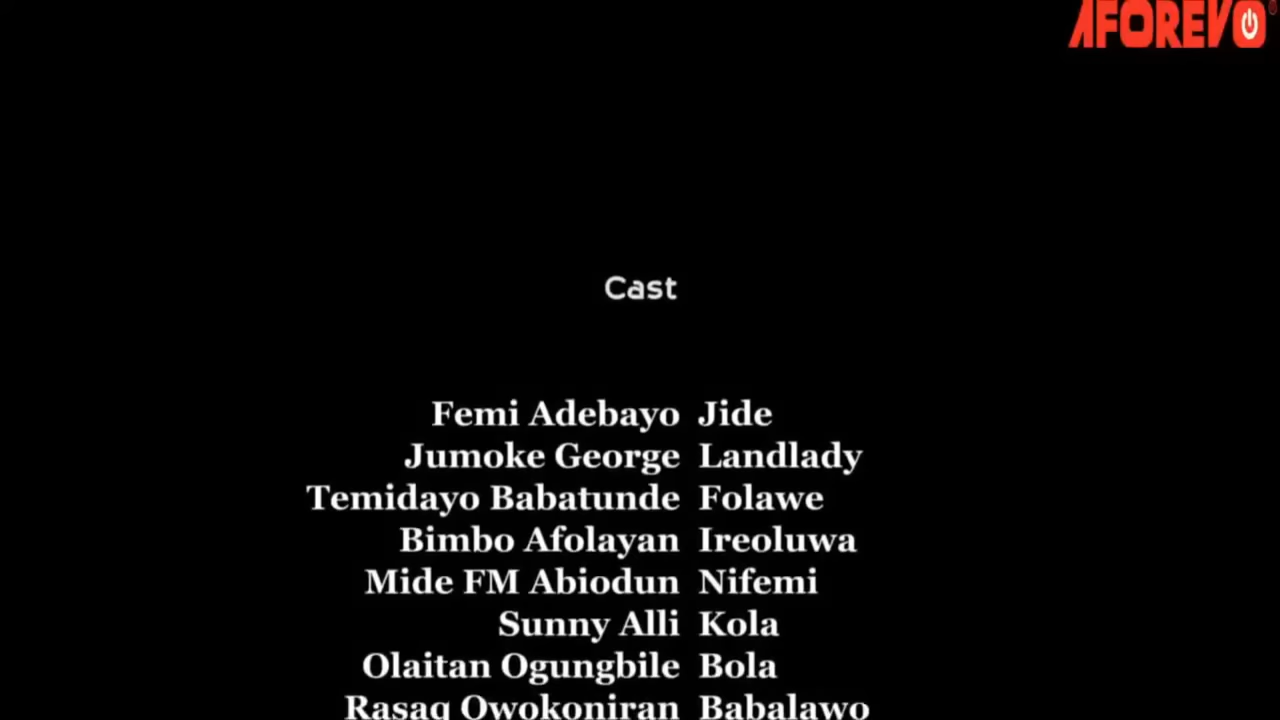 AFOREVO
Cast
Femi Adebayo Jide
Jumoke George Landlady
Temidayo Babatunde Folawe
Bimbo Afolayan Ireoluwa
Mide FM Abiodun Nifemi
Sunny Alli Kola
Olaitan Ogungbile Bola
Rasaq Owokoniran Babalawo